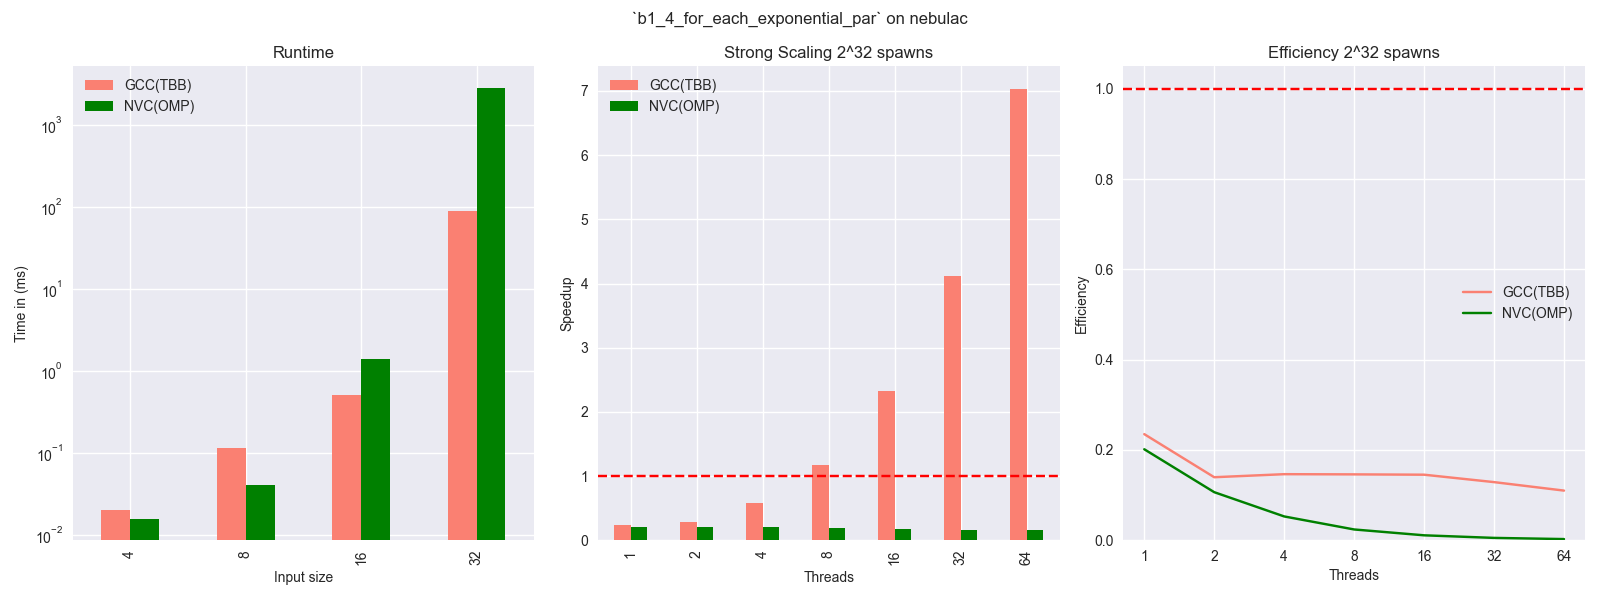 `b1_4_for_each_exponential_par` on nebulac
Runtime
GCC(TBB)
NVC(OMP)
10^3
10^2
10^1
10^0
10^−1
10^−2
Time in (ms)
4
8
16
32
Input size
Strong Scaling 2^32 spawns
GCC(TBB)
NVC(OMP)
7
6
5
4
3
2
1
0
Speedup
1
2
4
8
16
32
64
Threads
Efficiency 2^32 spawns
1.0
0.8
0.6
0.4
0.2
0.0
Efficiency
GCC(TBB)
NVC(OMP)
1
2
4
8
16
32
64
Threads